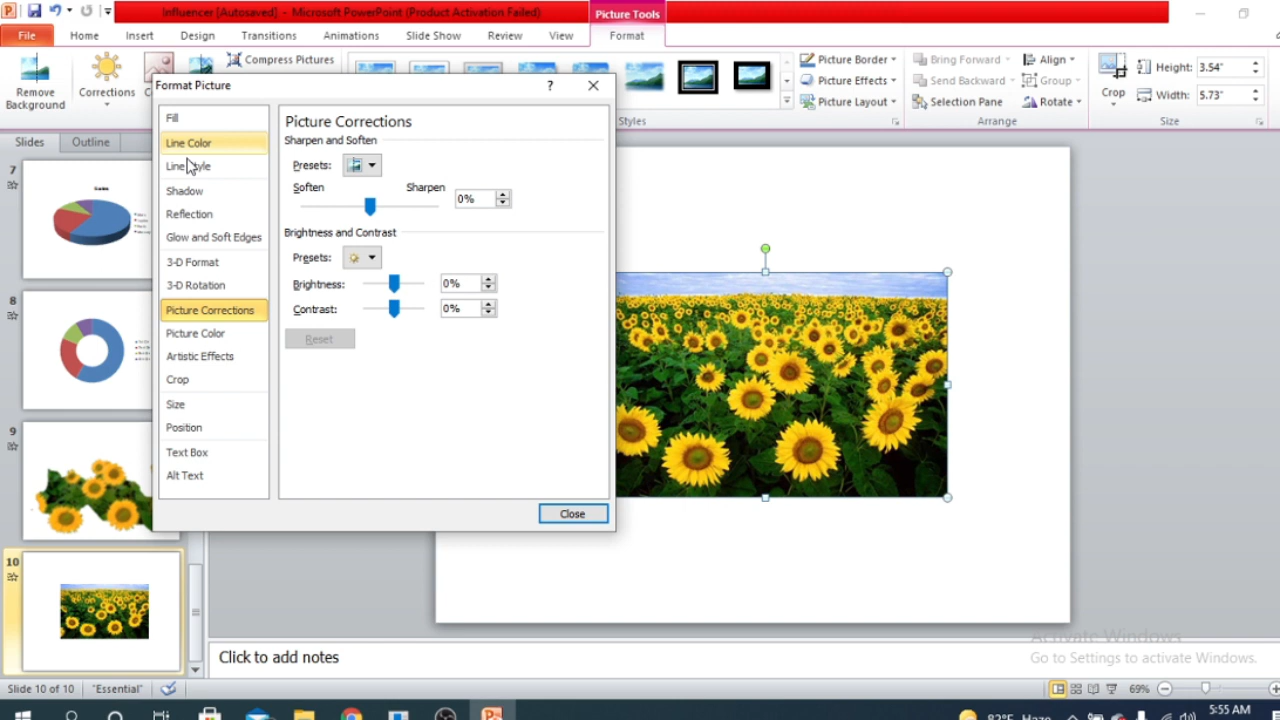 Influencer [Autosaved] - Microsoft PowerPoint (Product Activation Failed)
Picture Tools
File
Home
Insert
Design
Transitions
Animations
Slide Show
Review
View
Format
Remove Background
Corrections
Compress Pictures
Picture Border
Picture Effects
Picture Layout
Bring Forward
Send Backward
Selection Pane
Align
Group
Rotate
Crop
Height: 3.54"
Width: 5.73"
Styles
Arrange
Size
Slides
Outline
Format Picture
?
Fill
Line Color
Line Style
Shadow
Reflection
Glow and Soft Edges
3-D Format
3-D Rotation
Picture Corrections
Picture Color
Artistic Effects
Crop
Size
Position
Text Box
Alt Text
Picture Corrections
Sharpen and Soften
Presets:
Soften
Sharpen
0%
Brightness and Contrast
Presets:
Brightness: 0%
Contrast: 0%
Reset
Close
7
8
9
10
Click to add notes
Activate Windows
Go to Settings to activate Windows.
Slide 10 of 10
"Essential"
69%
82°F Haze
5:55 AM